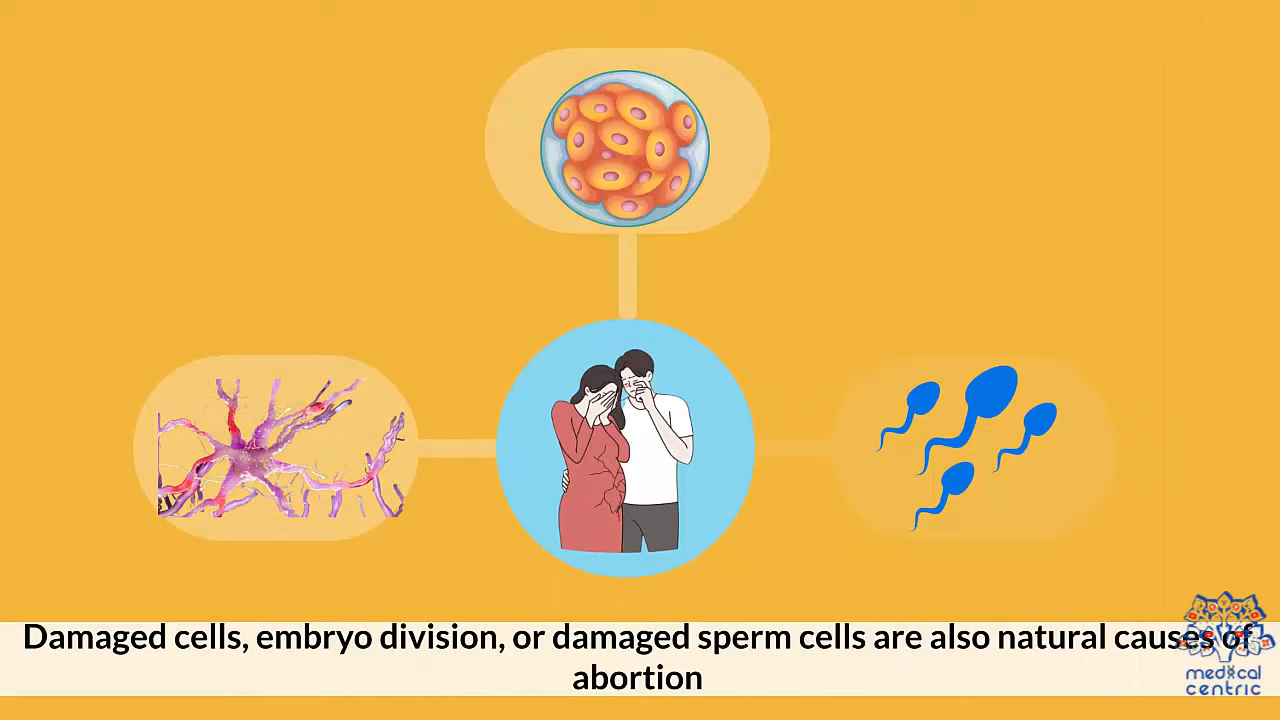 Damaged cells, embryo division, or damaged sperm cells are also natural causes of
abortion
medical
centric